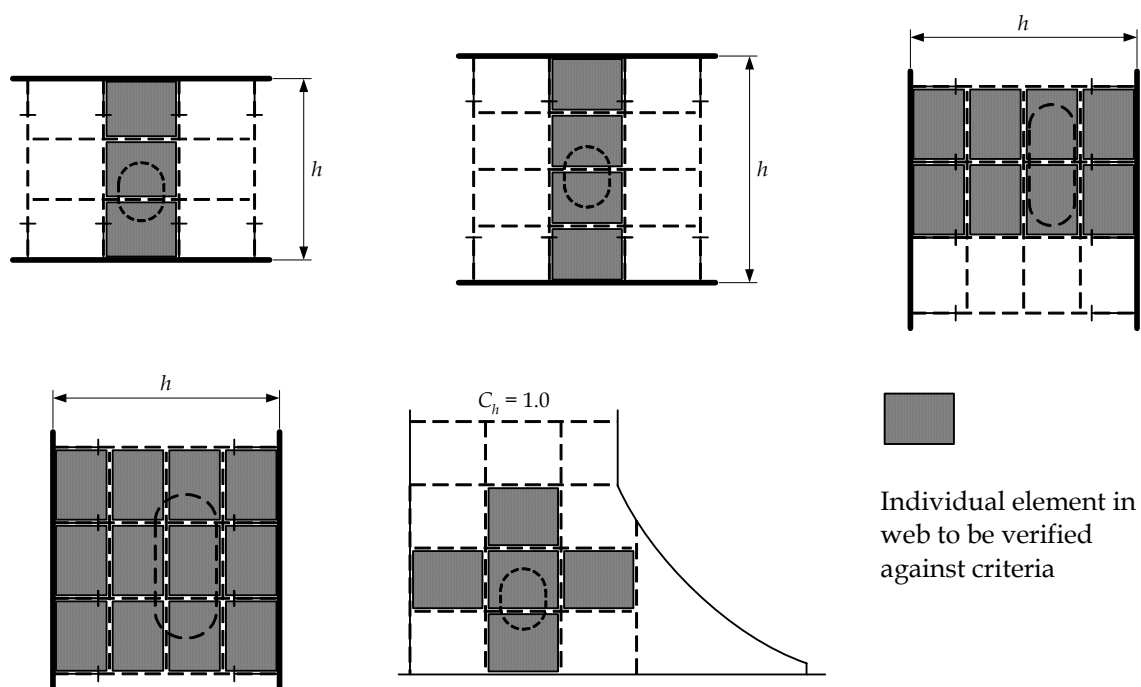 h
h
h
h
C_h = 1.0
Individual element in
web to be verified
against criteria